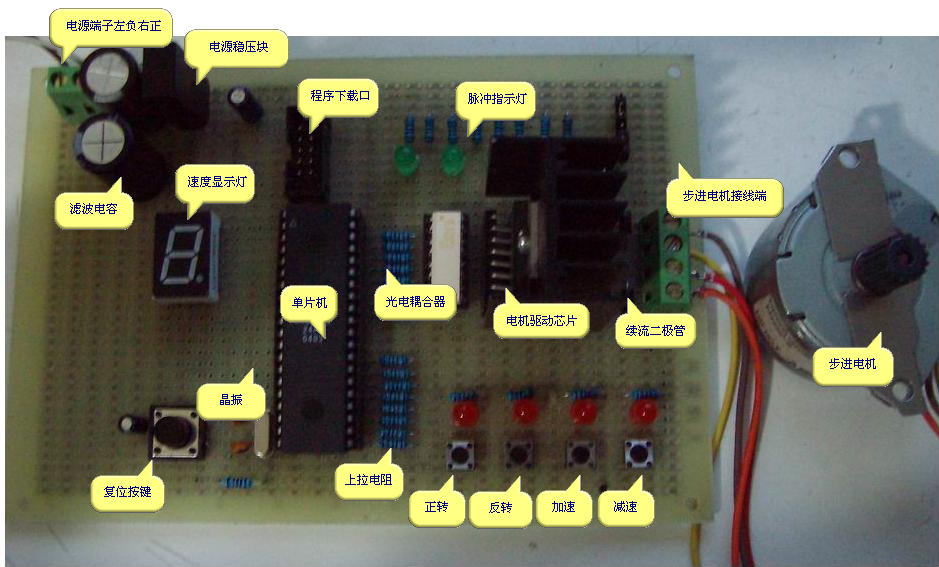 电源端子左负右正
电源稳压块
程序下载口
脉冲指示灯
速度显示灯
步进电机接线端
滤波电容
单片机
光电耦合器
电机驱动芯片
续流二极管
步进电机
晶振
上拉电阻
复位按键
正转
反转
加速
减速